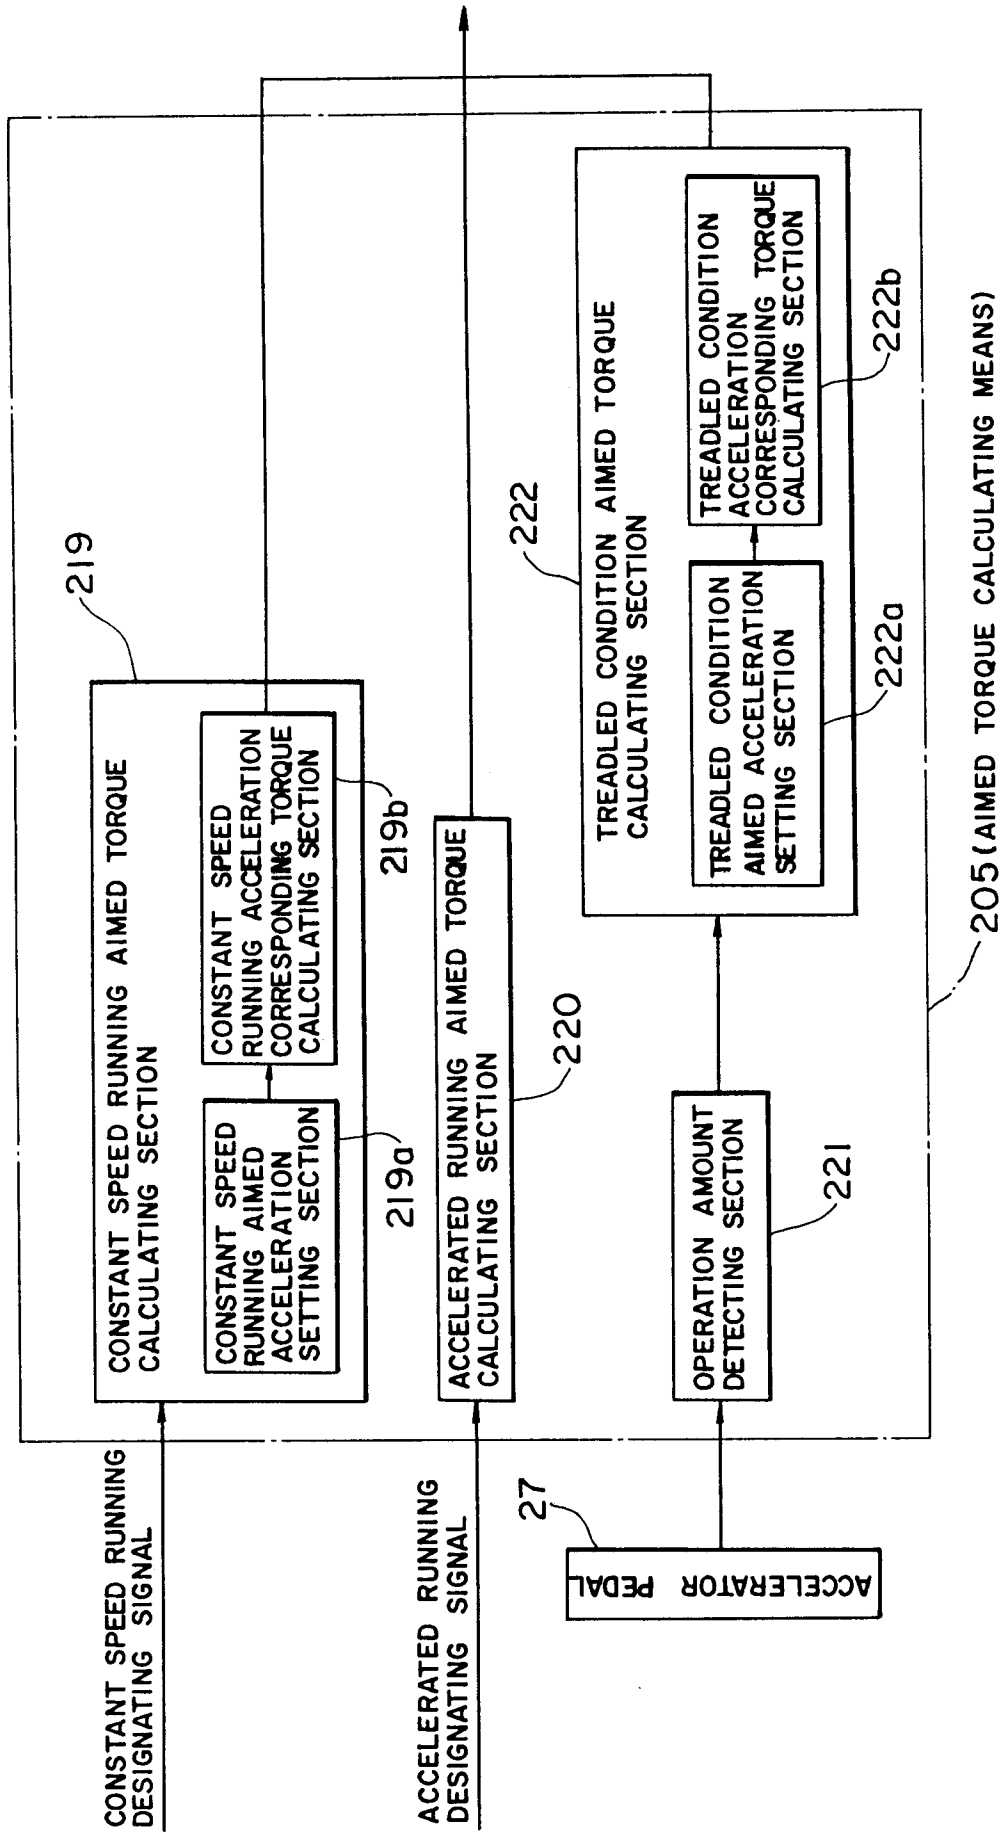 CONSTANT SPEED RUNNING
DESIGNATING SIGNAL
CONSTANT SPEED RUNNING AIMED TORQUE
CALCULATING SECTION
219
CONSTANT SPEED
RUNNING AIMED
ACCELERATION
SETTING SECTION
219a
CONSTANT SPEED
RUNNING ACCELERATION
CORRESPONDING TORQUE
CALCULATING SECTION
219b
ACCELERATED RUNNING
DESIGNATING SIGNAL
ACCELERATED RUNNING AIMED TORQUE
CALCULATING SECTION
220
ACCELERATOR PEDAL
27
OPERATION AMOUNT
DETECTING SECTION
221
TREADLED CONDITION AIMED TORQUE
CALCULATING SECTION
222
TREADLED CONDITION
AIMED ACCELERATION
SETTING SECTION
222a
TREADLED CONDITION
ACCELERATION
CORRESPONDING TORQUE
CALCULATING SECTION
222b
205(AIMED TORQUE CALCULATING MEANS)